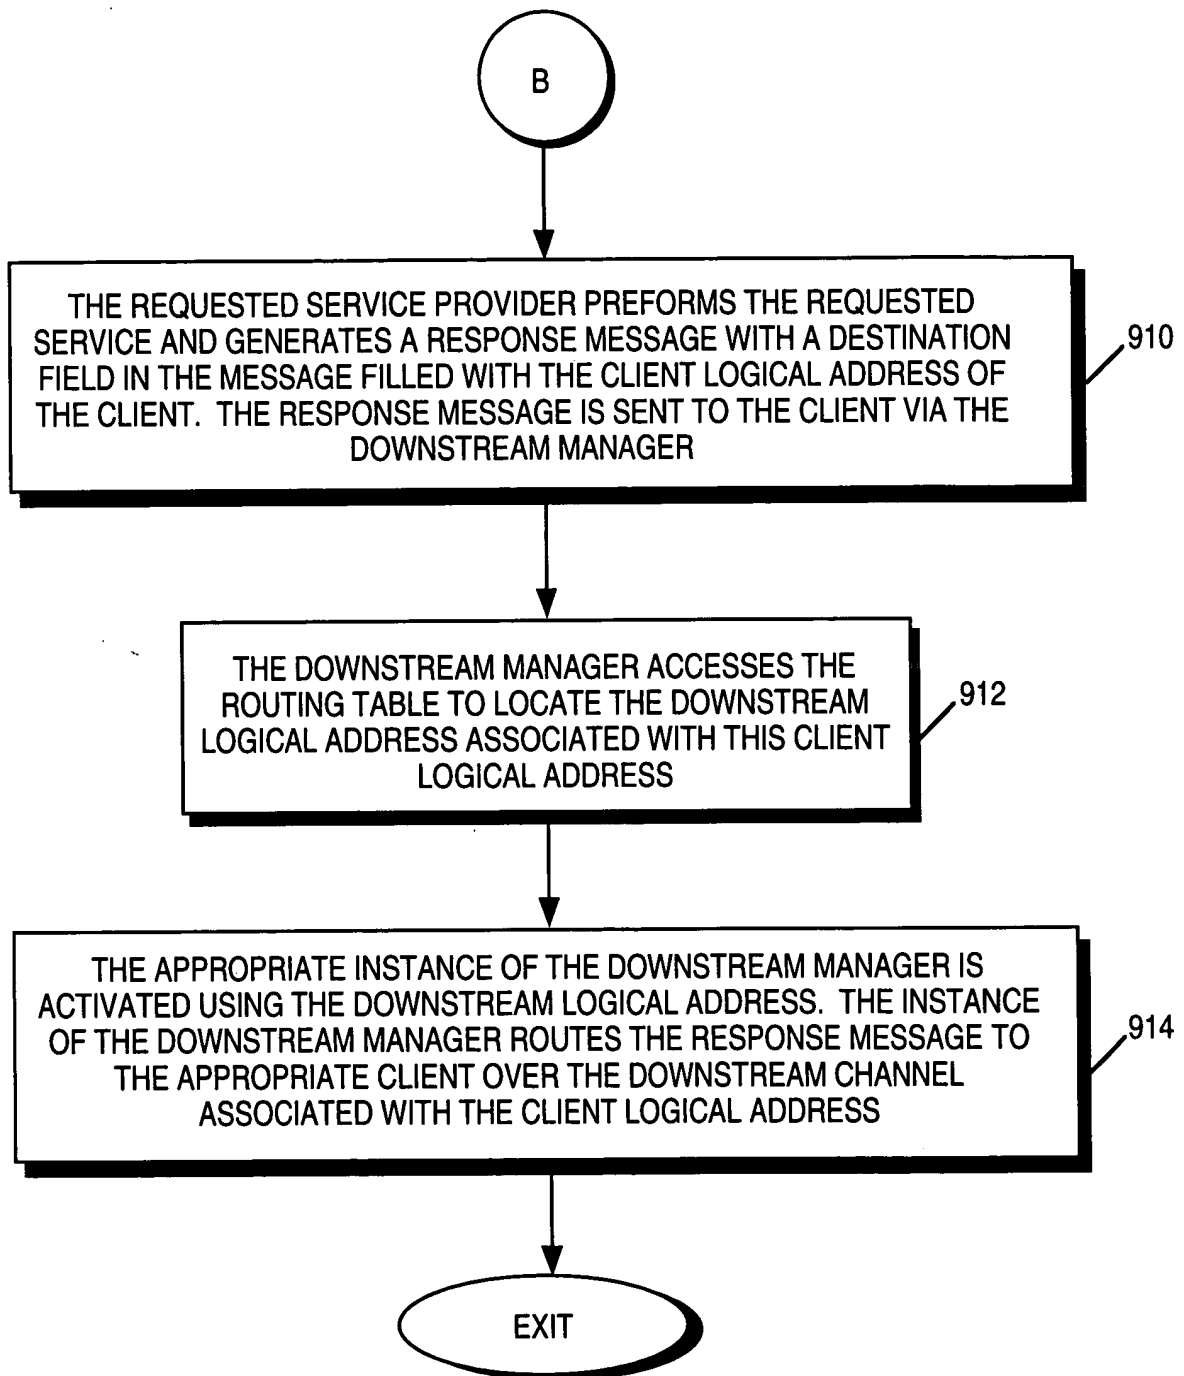 B
THE REQUESTED SERVICE PROVIDER PREFORMS THE REQUESTED
SERVICE AND GENERATES A RESPONSE MESSAGE WITH A DESTINATION
FIELD IN THE MESSAGE FILLED WITH THE CLIENT LOGICAL ADDRESS OF
THE CLIENT. THE RESPONSE MESSAGE IS SENT TO THE CLIENT VIA THE
DOWNSTREAM MANAGER
910
THE DOWNSTREAM MANAGER ACCESSES THE
ROUTING TABLE TO LOCATE THE DOWNSTREAM
LOGICAL ADDRESS ASSOCIATED WITH THIS CLIENT
LOGICAL ADDRESS
912
THE APPROPRIATE INSTANCE OF THE DOWNSTREAM MANAGER IS
ACTIVATED USING THE DOWNSTREAM LOGICAL ADDRESS. THE INSTANCE
OF THE DOWNSTREAM MANAGER ROUTES THE RESPONSE MESSAGE TO
THE APPROPRIATE CLIENT OVER THE DOWNSTREAM CHANNEL
ASSOCIATED WITH THE CLIENT LOGICAL ADDRESS
914
EXIT